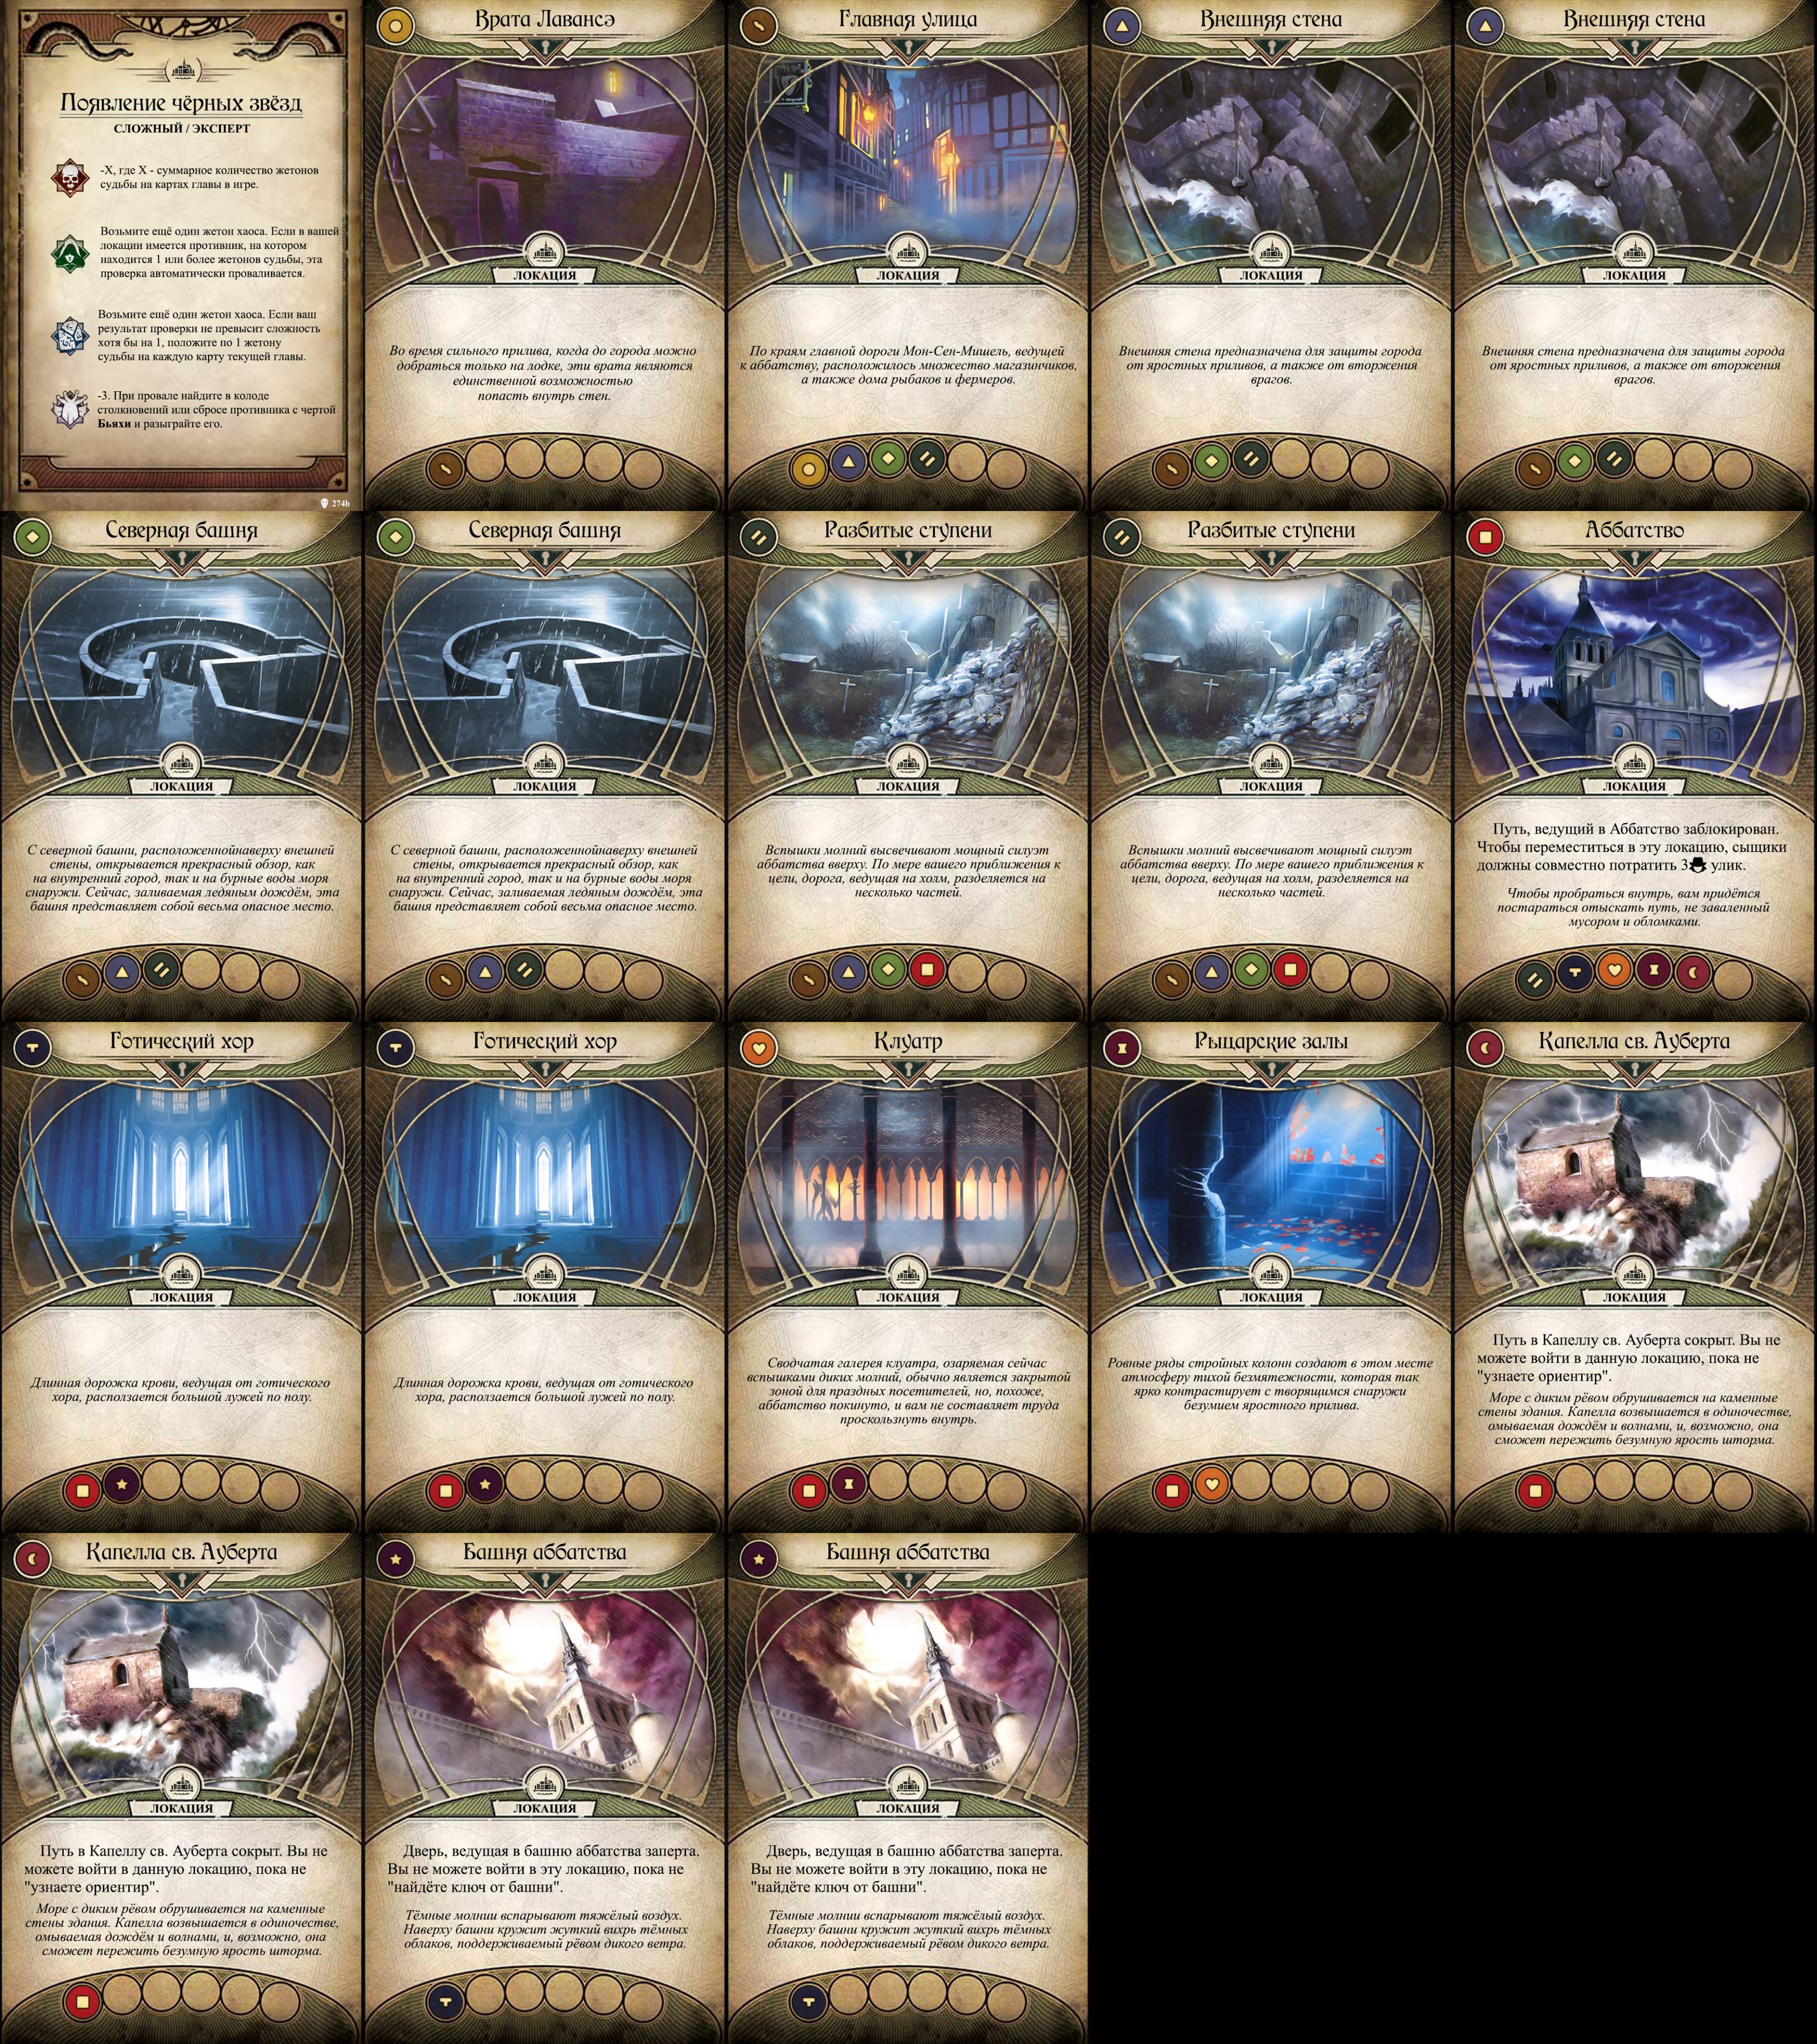 Появление чёрных звёзд
СЛОЖНЫЙ / ЭКСПЕРТ
-X, где X - суммарное количество жетонов
судьбы на картах главы в игре.
Возьмите ещё один жетон хаоса. Если в вашей
локации имеется противник, на котором
находится 1 или более жетонов судьбы, эта
проверка автоматически проваливается.
Возьмите ещё один жетон хаоса. Если ваш
результат проверки не превысит сложность
хотя бы на 1, положите по 1 жетону
судьбы на каждую карту текущей главы.
-3. При провале найдите в колоде
столкновений или сбросе противника с чертой
Бьяхи и разыграйте его.
274b
Врата Лавансэ
ЛОКАЦИЯ
Во время сильного прилива, когда до города можно
добраться только на лодке, эти врата являются
единственной возможностью
попасть внутрь стен.
Главная улица
ЛОКАЦИЯ
По краям главной дороги Мон-Сен-Мишель, ведущей
к аббатству, расположилось множество магазинчиков,
а также дома рыбаков и фермеров.
Внешняя стена
ЛОКАЦИЯ
Внешняя стена предназначена для защиты города
от яростных приливов, а также от вторжения
врагов.
Внешняя стена
ЛОКАЦИЯ
Внешняя стена предназначена для защиты города
от яростных приливов, а также от вторжения
врагов.
Северная башня
ЛОКАЦИЯ
С северной башни, расположеннойнаверху внешней
стены, открывается прекрасный обзор, как
на внутренний город, так и на бурные воды моря
снаружи. Сейчас, заливаемая ледяным дождём, эта
башня представляет собой весьма опасное место.
Северная башня
ЛОКАЦИЯ
С северной башни, расположеннойнаверху внешней
стены, открывается прекрасный обзор, как
на внутренний город, так и на бурные воды моря
снаружи. Сейчас, заливаемая ледяным дождём, эта
башня представляет собой весьма опасное место.
Разбитые ступени
ЛОКАЦИЯ
Вспышки молний высвечивают мощный силуэт
аббатства вверху. По мере вашего приближения к
цели, дорога, ведущая на холм, разделяется на
несколько частей.
Разбитые ступени
ЛОКАЦИЯ
Вспышки молний высвечивают мощный силуэт
аббатства вверху. По мере вашего приближения к
цели, дорога, ведущая на холм, разделяется на
несколько частей.
Аббатство
ЛОКАЦИЯ
Путь, ведущий в Аббатство заблокирован.
Чтобы переместиться в эту локацию, сыщики
должны совместно потратить 3 улик.
Чтобы пробраться внутрь, вам придётся
постараться отыскать путь, не заваленный
мусором и обломками.
Готический хор
ЛОКАЦИЯ
Длинная дорожка крови, ведущая от готического
хора, расползается большой лужей по полу.
Готический хор
ЛОКАЦИЯ
Длинная дорожка крови, ведущая от готического
хора, расползается большой лужей по полу.
Клуатр
ЛОКАЦИЯ
Сводчатая галерея клуатра, озаряемая сейчас
вспышками диких молний, обычно является закрытой
зоной для праздных посетителей, но, похоже,
аббатство покинуто, и вам не составляет труда
проскользнуть внутрь.
Рыцарские залы
ЛОКАЦИЯ
Ровные ряды стройных колонн создают в этом месте
атмосферу тихой безмятежности, которая так
ярко контрастирует с творящимся снаружи
безумием яростного прилива.
Капелла св. Ауберта
ЛОКАЦИЯ
Путь в Капеллу св. Ауберта сокрыт. Вы не
можете войти в данную локацию, пока не
"узнаете ориентир".
Море с диким рёвом обрушивается на каменные
стены здания. Капелла возвышается в одиночестве,
омываемая дождём и волнами, и, возможно, она
сможет пережить безумную ярость шторма.
Капелла св. Ауберта
ЛОКАЦИЯ
Путь в Капеллу св. Ауберта сокрыт. Вы не
можете войти в данную локацию, пока не
"узнаете ориентир".
Море с диким рёвом обрушивается на каменные
стены здания. Капелла возвышается в одиночестве,
омываемая дождём и волнами, и, возможно, она
сможет пережить безумную ярость шторма.
Башня аббатства
ЛОКАЦИЯ
Дверь, ведущая в башню аббатства заперта.
Вы не можете войти в эту локацию, пока не
"найдёте ключ от башни".
Тёмные молнии вспарывают тяжёлый воздух.
Наверху башни кружит жуткий вихрь тёмных
облаков, поддерживаемый рёвом дикого ветра.
Башня аббатства
ЛОКАЦИЯ
Дверь, ведущая в башню аббатства заперта.
Вы не можете войти в эту локацию, пока не
"найдёте ключ от башни".
Тёмные молнии вспарывают тяжёлый воздух.
Наверху башни кружит жуткий вихрь тёмных
облаков, поддерживаемый рёвом дикого ветра.